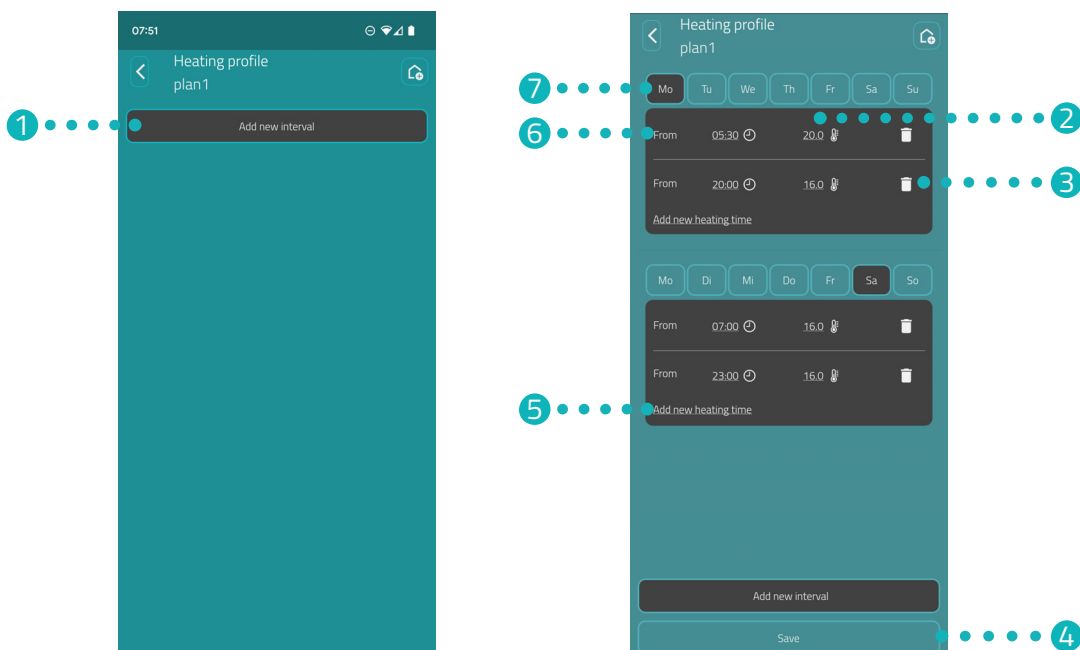 07:51
Heating profile
plan1
1
Add new interval
Heating profile
plan1
7
Mo Tu We Th Fr Sa Su
2
6
From 05:30 20.0
3
From 20:00 16.0
Add new heating time
Mo Di Mi Do Fr Sa So
From 07:00 16.0
From 23:00 16.0
5
Add new heating time
Add new interval
Save
4